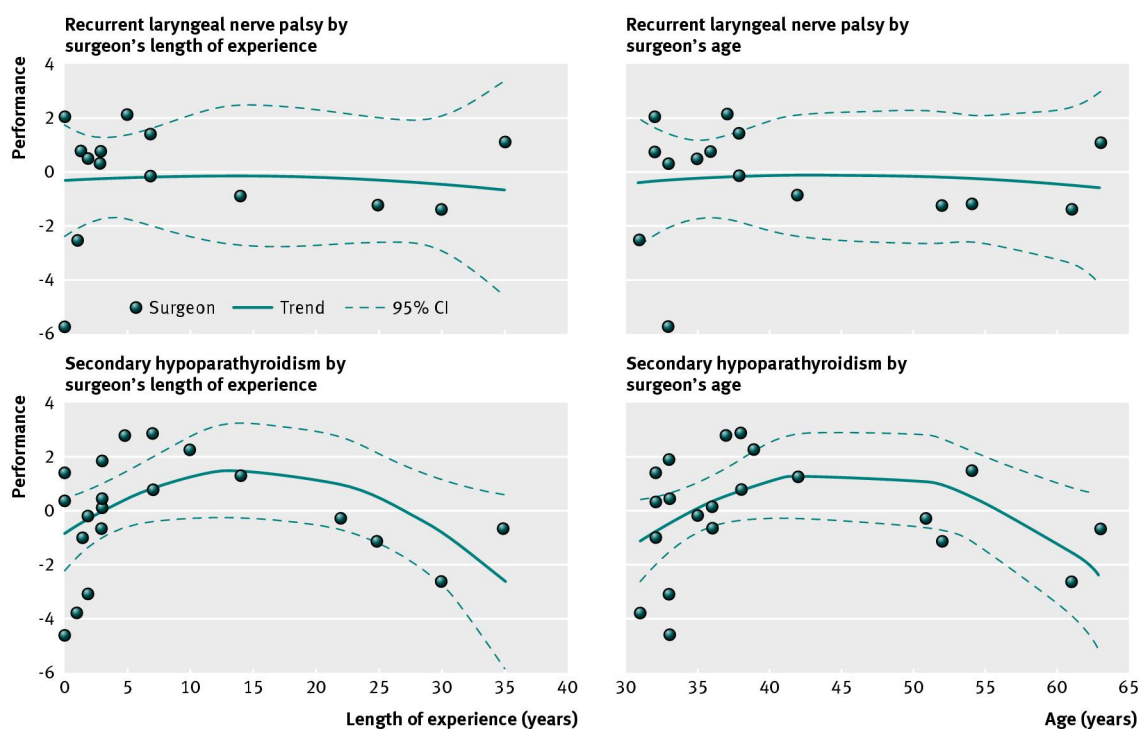 Recurrent laryngeal nerve palsy by
surgeon's length of experience
Performance
4
2
0
-2
-4
-6
Surgeon
Trend
95% CI
Recurrent laryngeal nerve palsy by
surgeon's age
Secondary hypoparathyroidism by
surgeon's length of experience
Performance
4
2
0
-2
-4
-6
0 5 10 15 20 25 30 35 40
Length of experience (years)
Secondary hypoparathyroidism by
surgeon's age
30 35 40 45 50 55 60 65
Age (years)